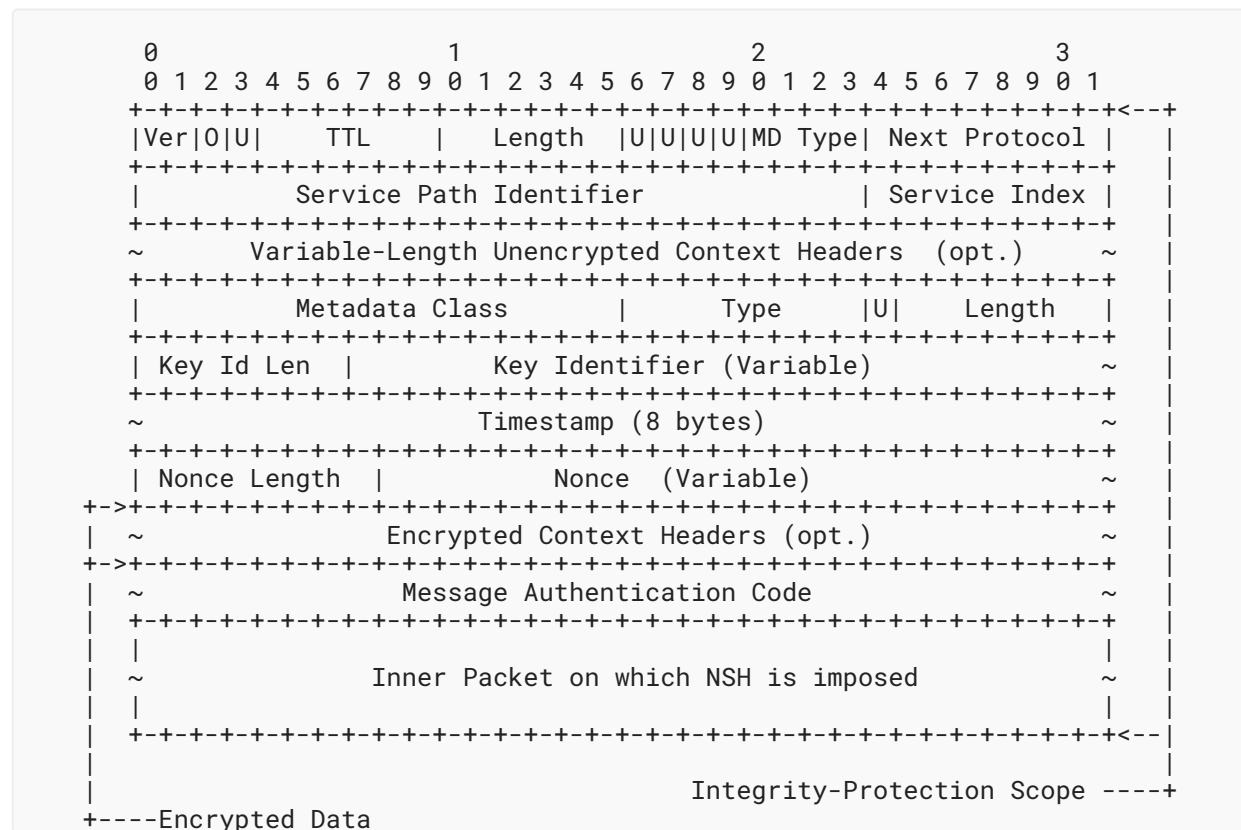 0                   1                   2                   3
      0 1 2 3 4 5 6 7 8 9 0 1 2 3 4 5 6 7 8 9 0 1 2 3 4 5 6 7 8 9 0 1
     +-+-+-+-+-+-+-+-+-+-+-+-+-+-+-+-+-+-+-+-+-+-+-+-+-+-+-+-+-+-+-+-+<--+
     |Ver|O|U|    TTL    |   Length  |U|U|U|U|MD Type| Next Protocol |   |
     +-+-+-+-+-+-+-+-+-+-+-+-+-+-+-+-+-+-+-+-+-+-+-+-+-+-+-+-+-+-+-+-+   |
     |          Service Path Identifier              | Service Index |   |
     +-+-+-+-+-+-+-+-+-+-+-+-+-+-+-+-+-+-+-+-+-+-+-+-+-+-+-+-+-+-+-+-+   |
     ~       Variable-Length Unencrypted Context Headers  (opt.)     ~   |
     +-+-+-+-+-+-+-+-+-+-+-+-+-+-+-+-+-+-+-+-+-+-+-+-+-+-+-+-+-+-+-+-+   |
     |          Metadata Class       |      Type     |U|    Length   |   |
     +-+-+-+-+-+-+-+-+-+-+-+-+-+-+-+-+-+-+-+-+-+-+-+-+-+-+-+-+-+-+-+-+   |
     | Key Id Len  |         Key Identifier (Variable)               ~   |
     +-+-+-+-+-+-+-+-+-+-+-+-+-+-+-+-+-+-+-+-+-+-+-+-+-+-+-+-+-+-+-+-+   |
     ~                      Timestamp (8 bytes)                      ~   |
     +-+-+-+-+-+-+-+-+-+-+-+-+-+-+-+-+-+-+-+-+-+-+-+-+-+-+-+-+-+-+-+-+   |
     | Nonce Length  |           Nonce  (Variable)                   ~   |
  +->+-+-+-+-+-+-+-+-+-+-+-+-+-+-+-+-+-+-+-+-+-+-+-+-+-+-+-+-+-+-+-+-+   |
  |  ~                Encrypted Context Headers (opt.)               ~   |
  +->+-+-+-+-+-+-+-+-+-+-+-+-+-+-+-+-+-+-+-+-+-+-+-+-+-+-+-+-+-+-+-+-+   |
  |  ~                 Message Authentication Code                   ~   |
  |  +-+-+-+-+-+-+-+-+-+-+-+-+-+-+-+-+-+-+-+-+-+-+-+-+-+-+-+-+-+-+-+-+   |
  |  |                                                               |   |
  |  ~               Inner Packet on which NSH is imposed            ~   |
  |  |                                                               |   |
  |  +-+-+-+-+-+-+-+-+-+-+-+-+-+-+-+-+-+-+-+-+-+-+-+-+-+-+-+-+-+-+-+-+<--|
  |                                                                      |
  |                                       Integrity-Protection Scope ----+
  +----Encrypted Data